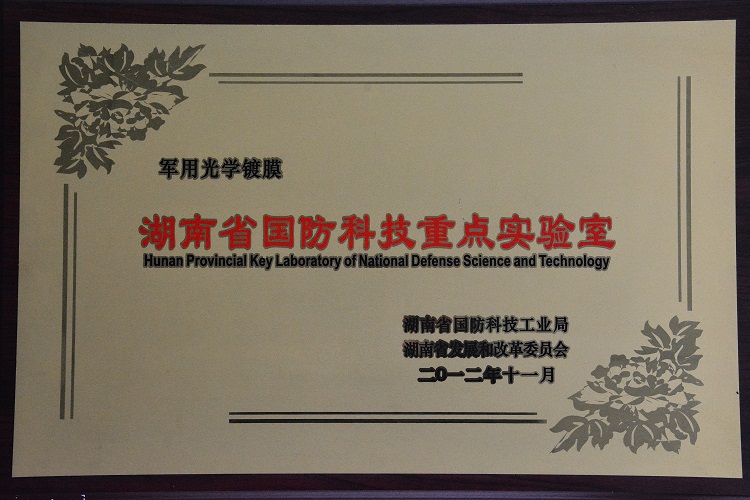 军用光学镀膜
湖南省国防科技重点实验室
Hunan Provincial Key Laboratory of National Defense Science and Technology
湖南省国防科技工业局
湖南省发展和改革委员会
二〇一二年十一月